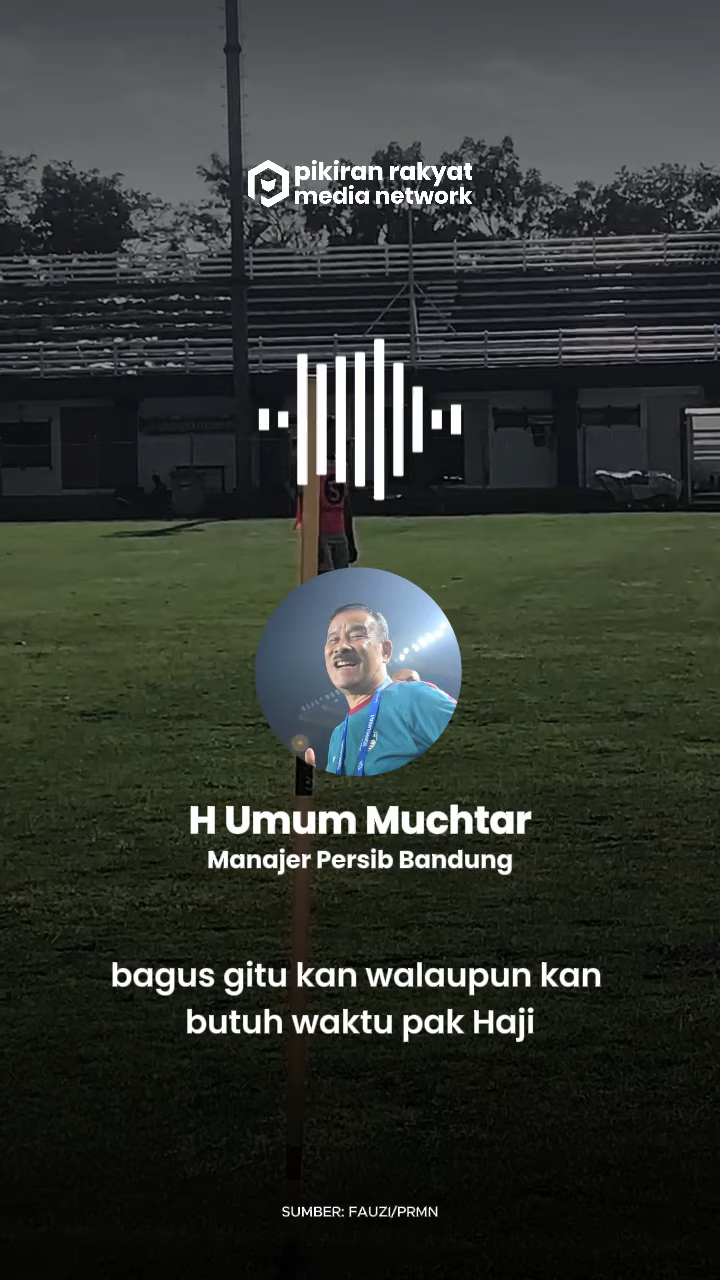 pikiran rakyat
media network
H Umum Muchtar
Manajer Persib Bandung
bagus gitu kan walaupun kan
butuh waktu pak Haji
SUMBER: FAUZI/PRMN